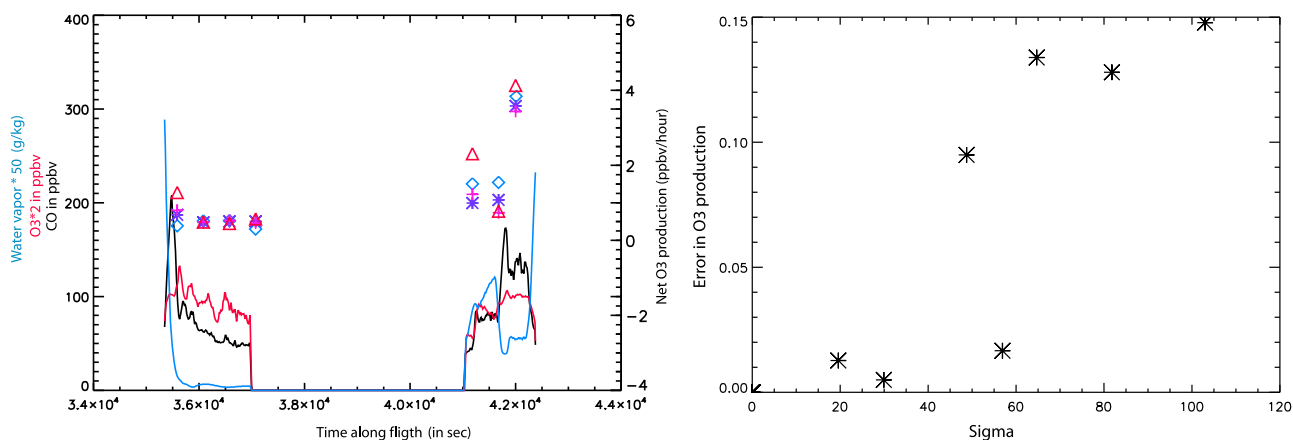 400
300
200
100
0
Water vapor * 50 (g/kg)
O3*2 in ppbv
CO in ppbv
6
4
2
0
−2
−4
Net O3 production (ppbv/hour)
3.4×10⁴ 3.6×10⁴ 3.8×10⁴ 4.0×10⁴ 4.2×10⁴ 4.4×10⁴
Time along fligth (in sec)
0.15
0.10
0.05
0.00
Error in O3 production
0 20 40 60 80 100 120
Sigma